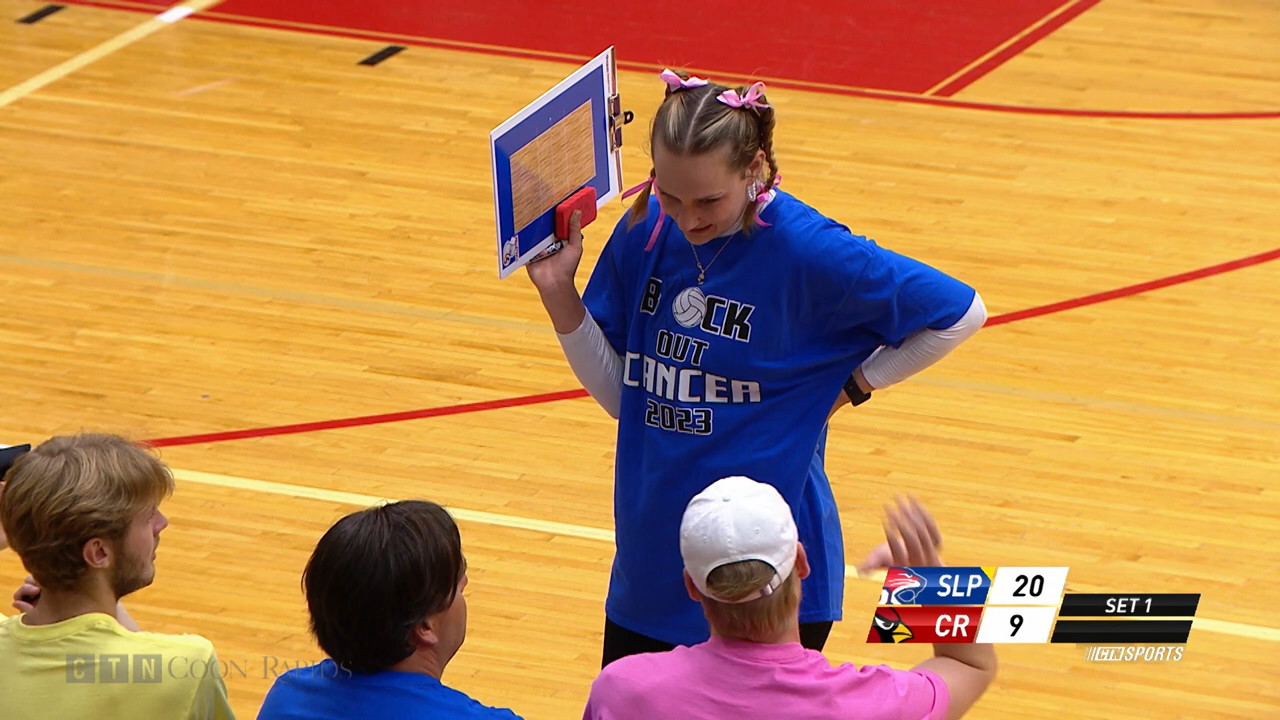 B CK
OUT
CANCER
2023
SLP 20
CR 9
SET 1
CTN SPORTS
CTN COON RAPIDS